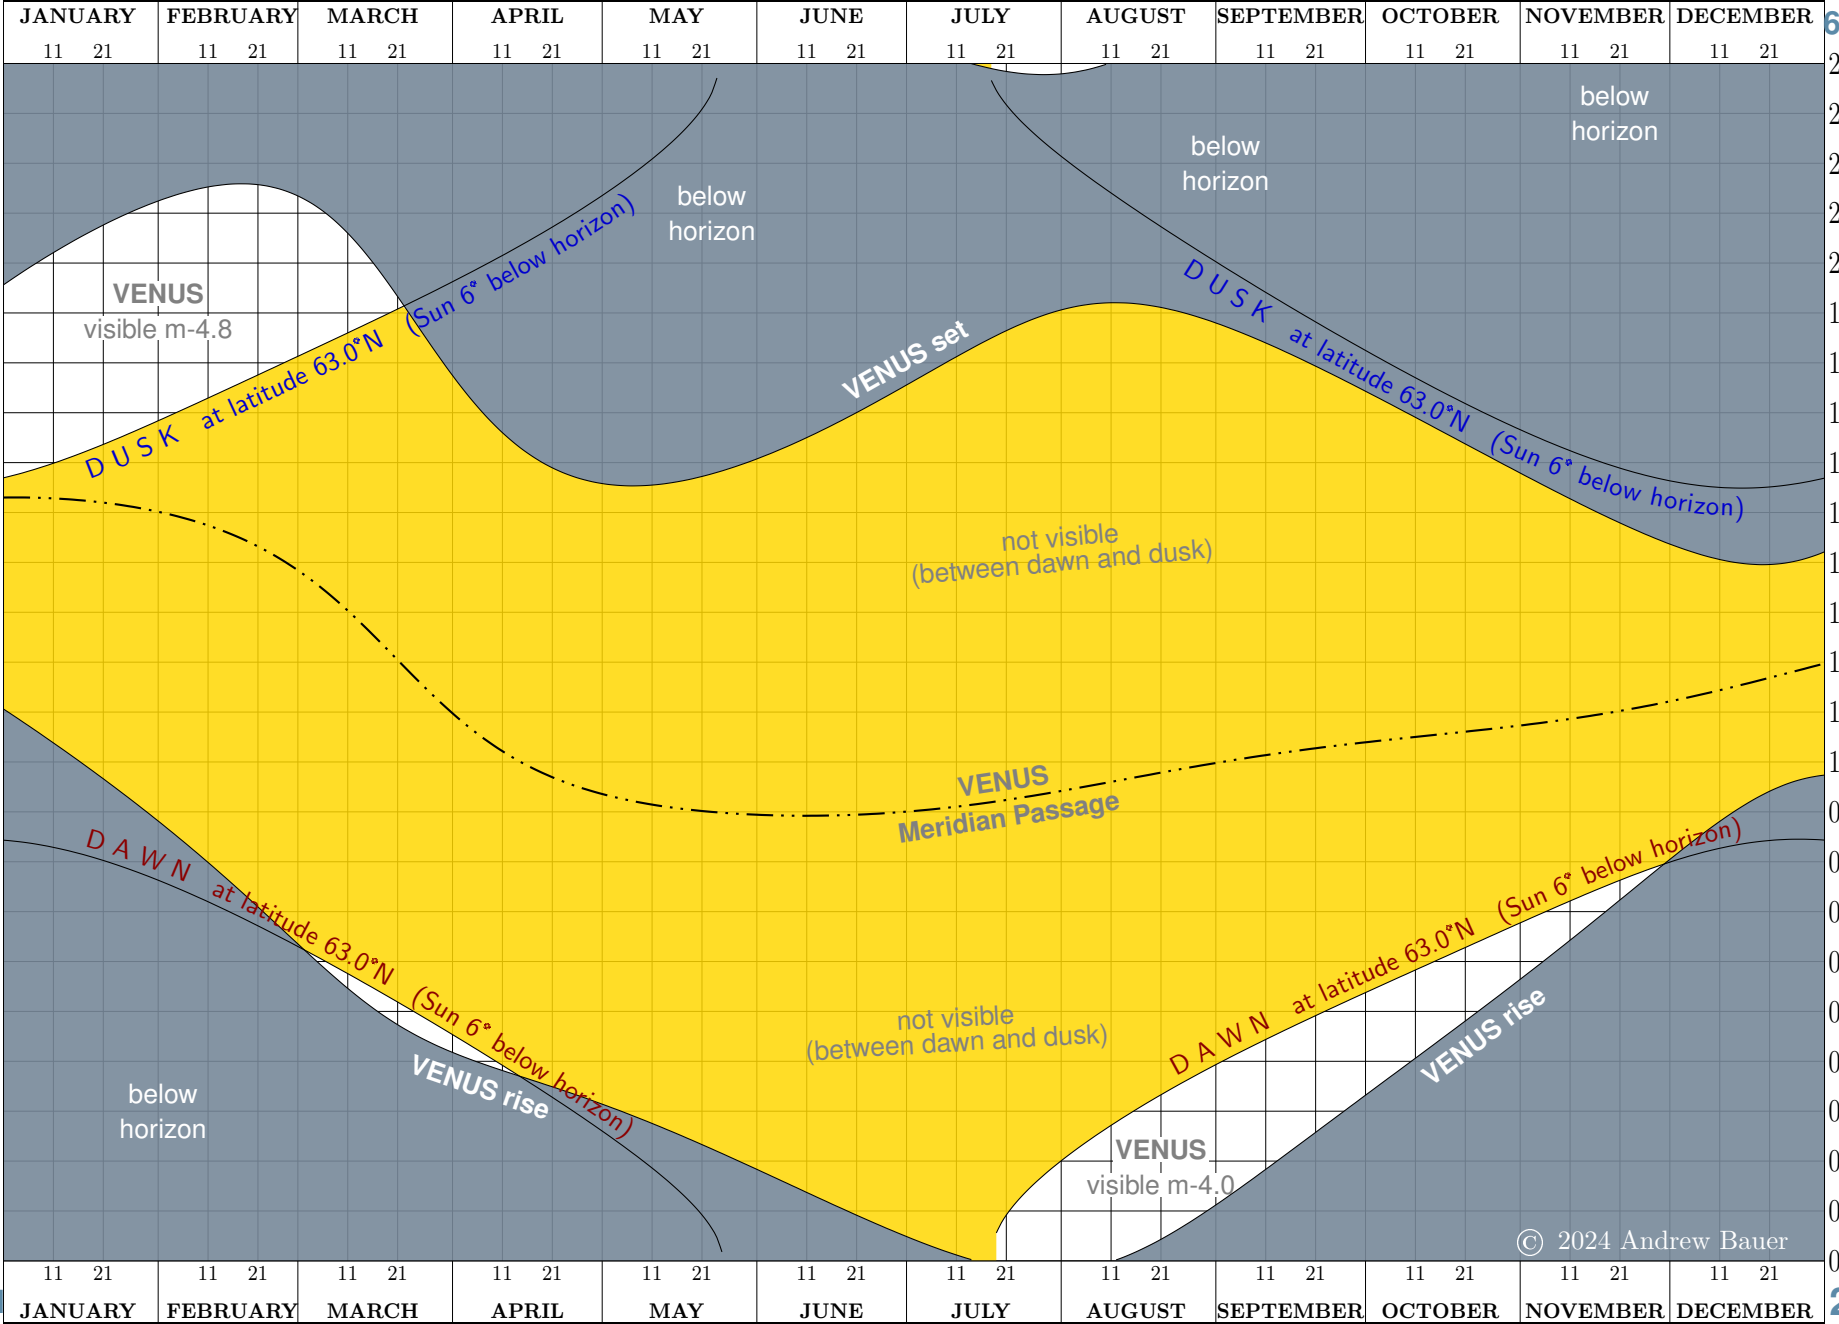 JANUARY FEBRUARY MARCH APRIL MAY JUNE JULY AUGUST SEPTEMBER OCTOBER NOVEMBER DECEMBER
11 21 11 21 11 21 11 21 11 21 11 21 11 21 11 21 11 21 11 21 11 21 11 21
below
horizon
below
horizon
below
horizon
VENUS
visible m-4.8
DUSK at latitude 63.0°N (Sun 6° below horizon)
VENUS set
DUSK at latitude 63.0°N (Sun 6° below horizon)
not visible
(between dawn and dusk)
VENUS
Meridian Passage
DAWN at latitude 63.0°N (Sun 6° below horizon)
DAWN at latitude 63.0°N (Sun 6° below horizon)
not visible
(between dawn and dusk)
VENUS rise
VENUS rise
below
horizon
VENUS
visible m-4.0
© 2024 Andrew Bauer
11 21 11 21 11 21 11 21 11 21 11 21 11 21 11 21 11 21 11 21 11 21 11 21
JANUARY FEBRUARY MARCH APRIL MAY JUNE JULY AUGUST SEPTEMBER OCTOBER NOVEMBER DECEMBER